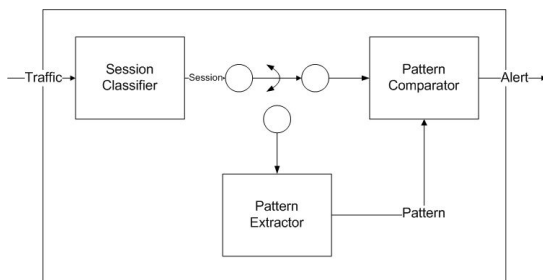 Traffic
Session
Classifier
Session
Pattern
Comparator
Alert
Pattern
Extractor
Pattern